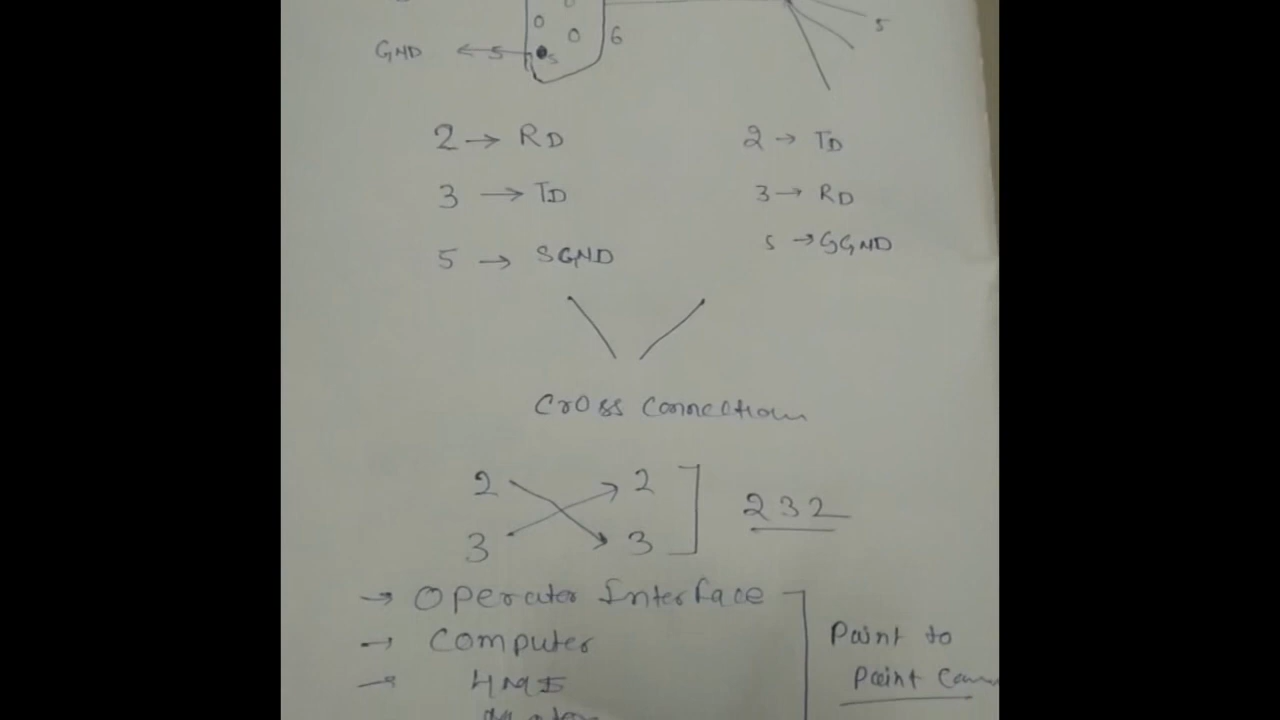 5
6
GND ← 5 5
2 → RD 2 → TD
3 → TD 3 → RD
5 → SGND 5 → SGND
Cross Connection
2 2
3 3
232
→ Operator Interface
→ Computer
→ HMI
Point to
Point